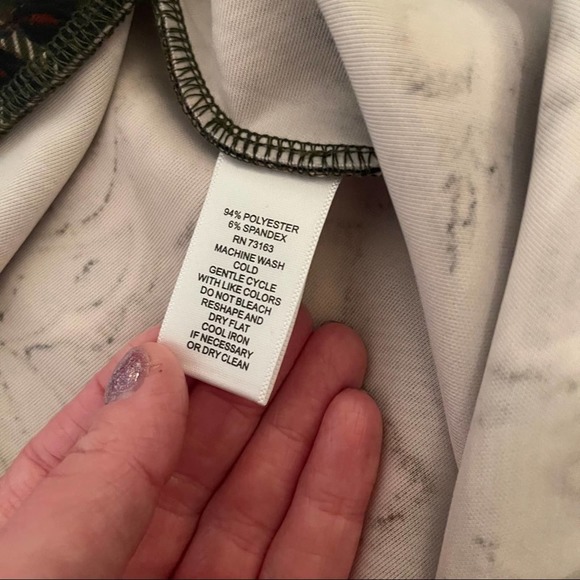 94% POLYESTER
6% SPANDEX
RN 73163
MACHINE WASH
COLD
GENTLE CYCLE
WITH LIKE COLORS
DO NOT BLEACH
RESHAPE AND
DRY FLAT
COOL IRON
IF NECESSARY
OR DRY CLEAN